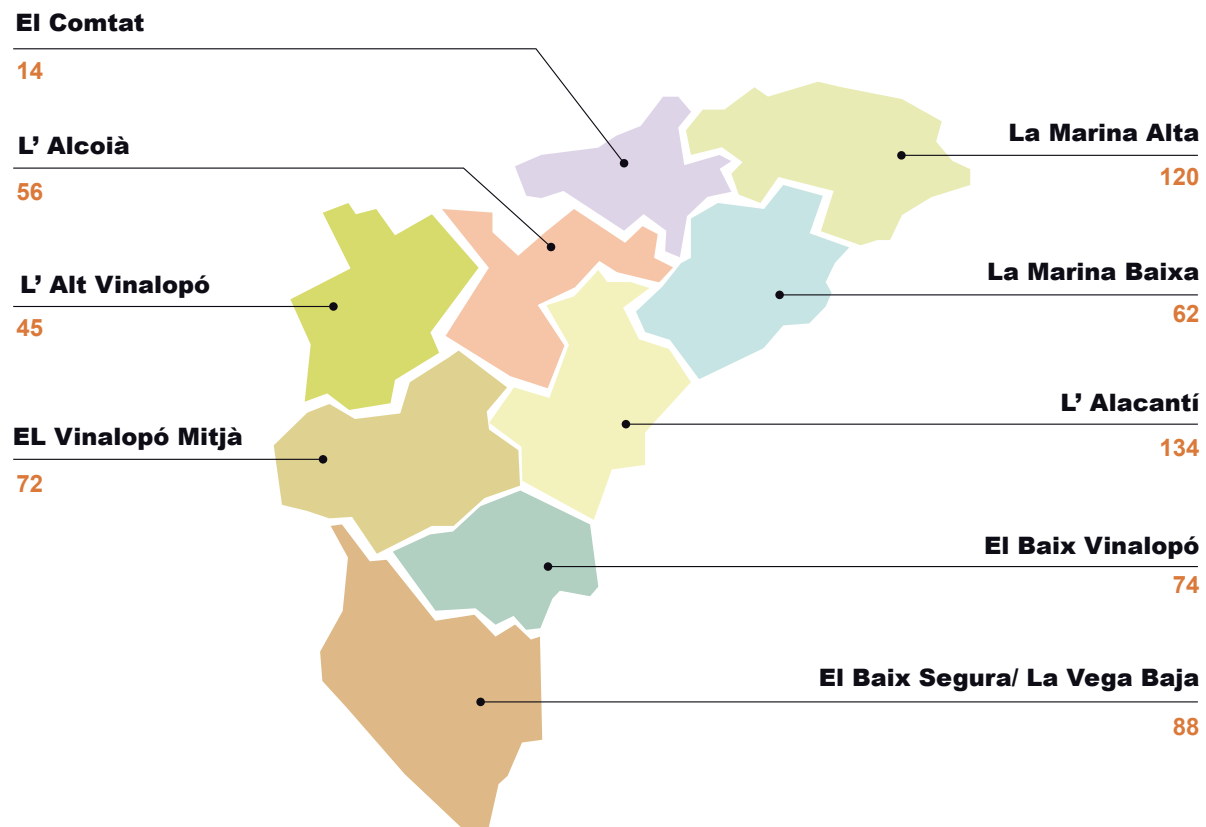 El Comtat
14
L' Alcoià
56
L' Alt Vinalopó
45
EL Vinalopó Mitjà
72
La Marina Alta
120
La Marina Baixa
62
L' Alacantí
134
El Baix Vinalopó
74
El Baix Segura/ La Vega Baja
88